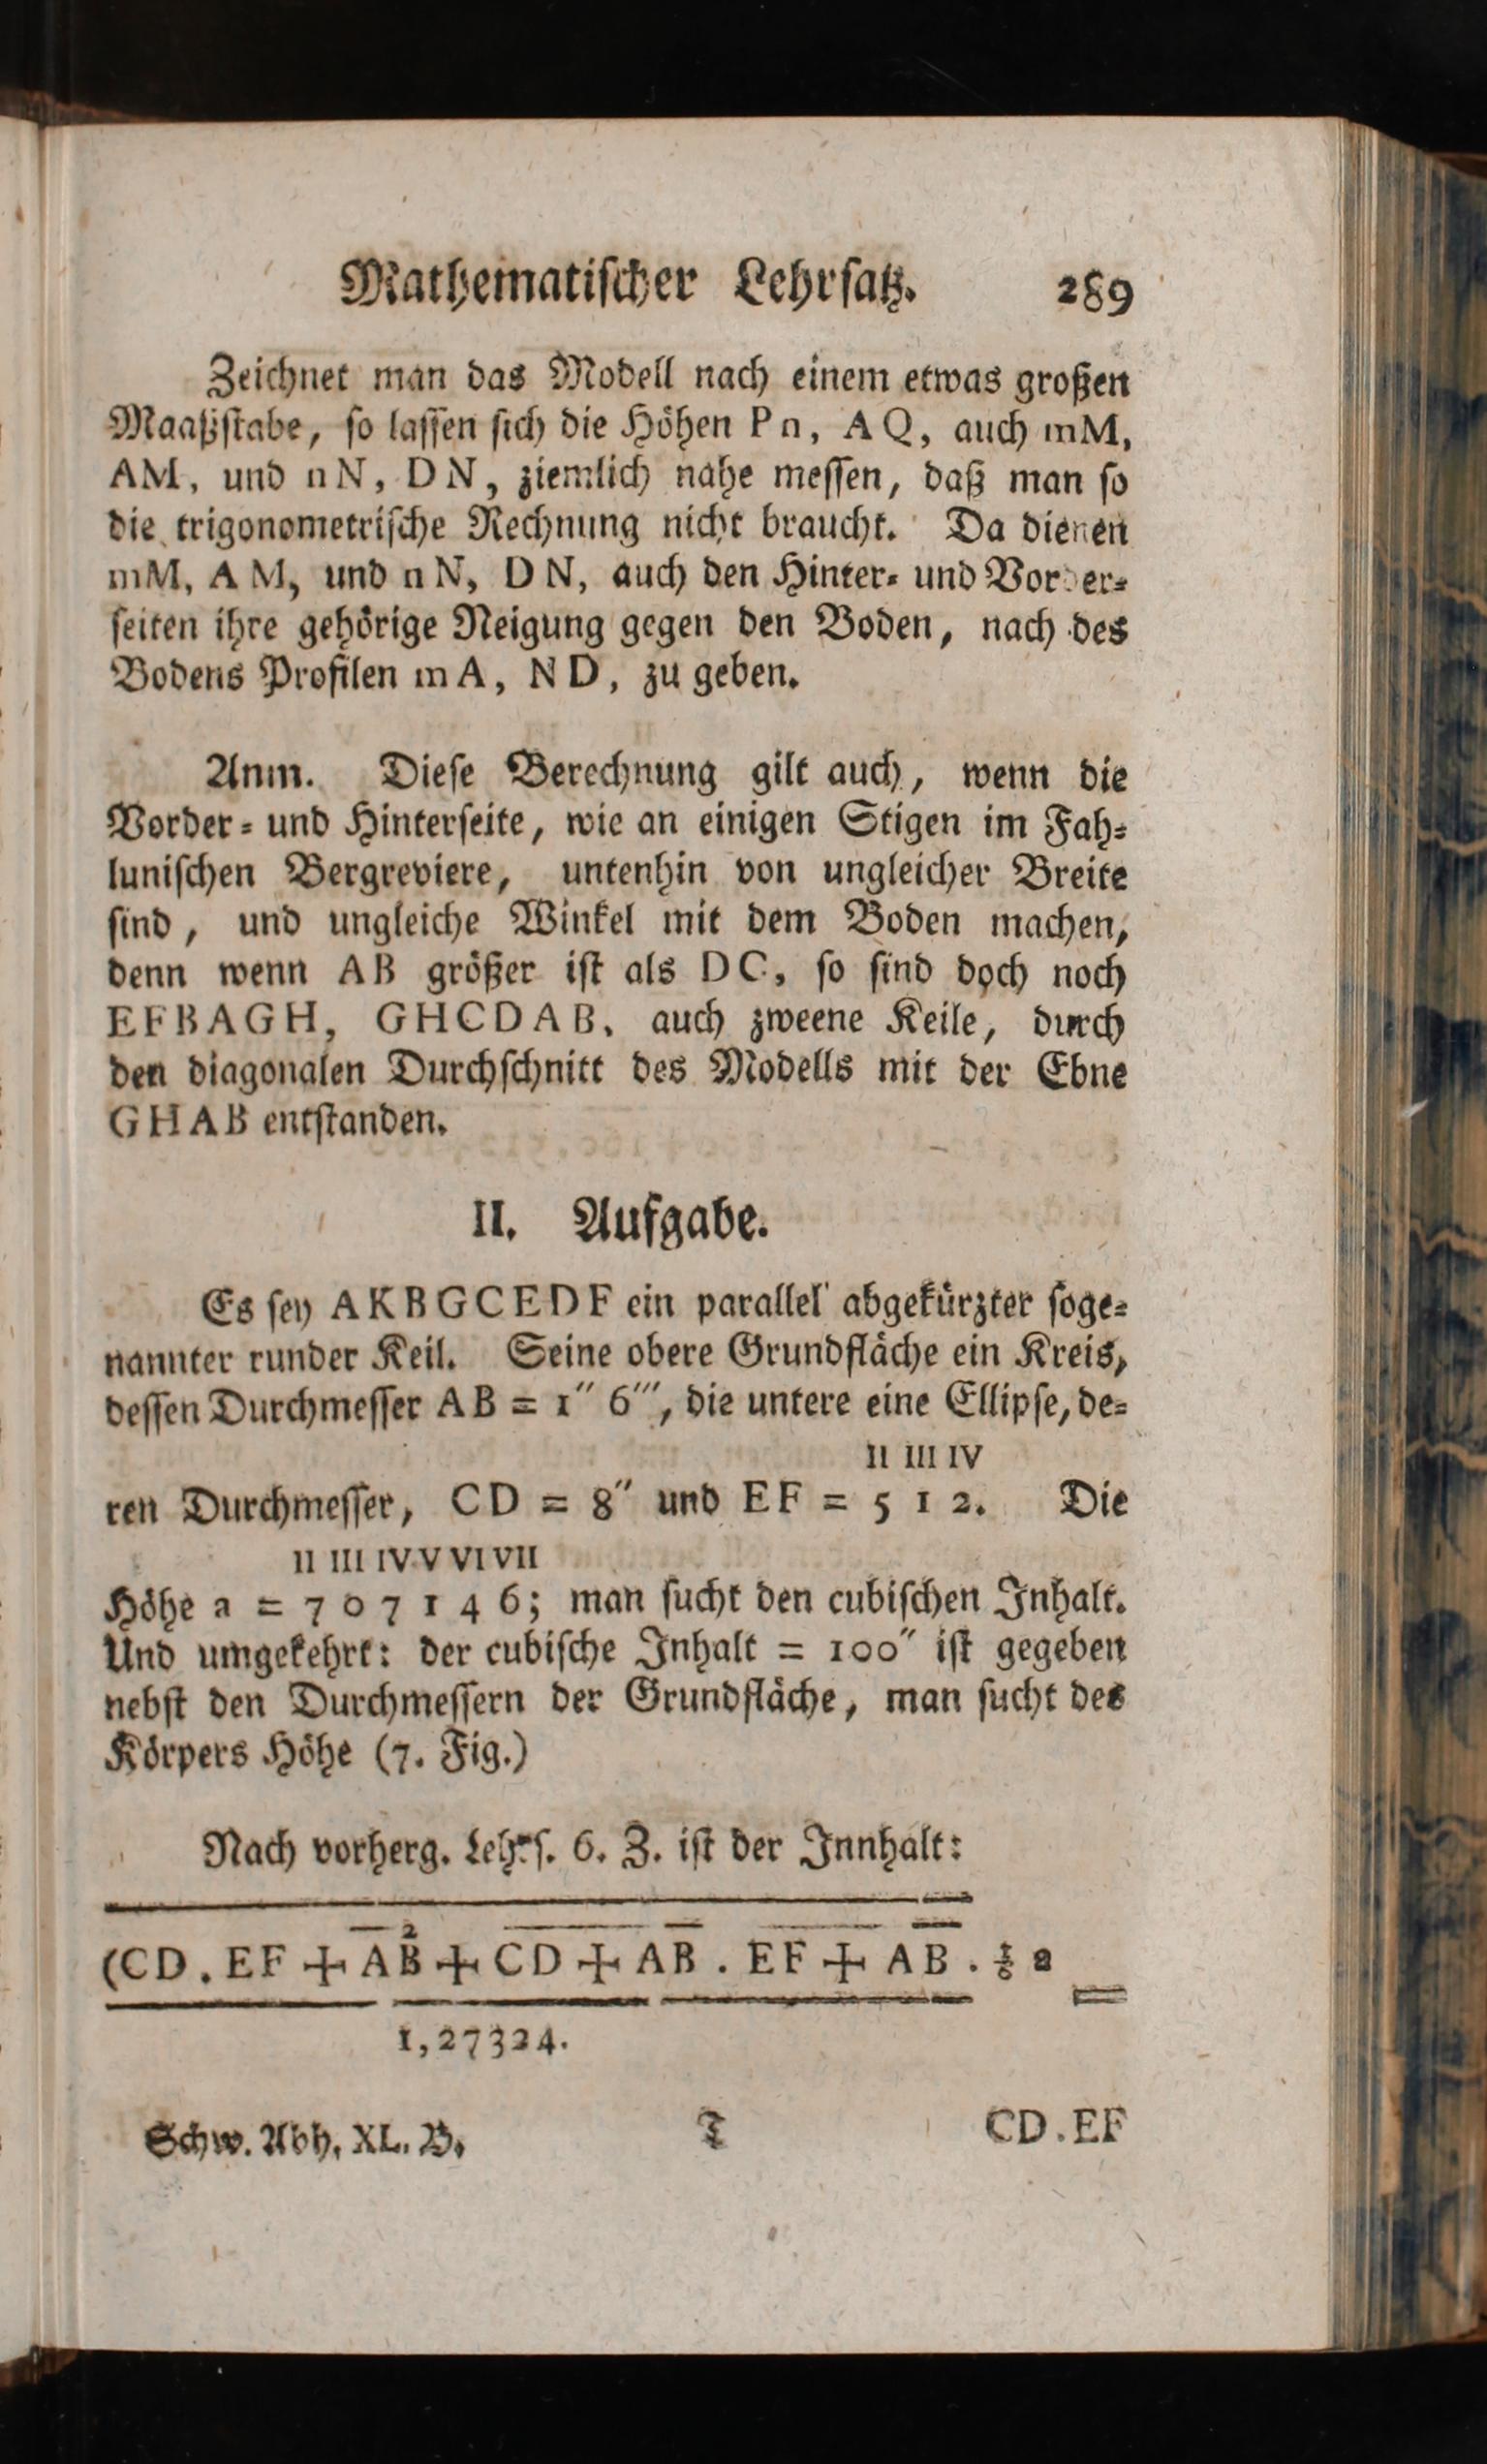 Mathematiſcher Lehrſatz. 289
Zeichnet man das Modell nach einem etwas großen
Maaßſtabe, ſo laſſen ſich die Höhen Pn, AQ, auch mM,
AM, und nN, DN, ziemlich nahe meſſen, daß man ſo
die trigonometriſche Rechnung nicht braucht. Da dienen
mM, AM, und nN, DN, auch den Hinter- und Vorder-
ſeiten ihre gehörige Neigung gegen den Boden, nach des
Bodens Profilen mA, ND, zu geben.
Anm. Dieſe Berechnung gilt auch, wenn die
Vorder- und Hinterſeite, wie an einigen Stigen im Fah-
luniſchen Bergreviere, untenhin von ungleicher Breite
ſind, und ungleiche Winkel mit dem Boden machen,
denn wenn AB größer iſt als DC, ſo ſind doch noch
EFBAGH, GHCDAB, auch zweene Keile, durch
den diagonalen Durchſchnitt des Modells mit der Ebne
GHAB entſtanden.
II. Aufgabe.
Es ſey AKBGCEDF ein parallel abgekürzter ſoge-
nannter runder Keil. Seine obere Grundfläche ein Kreis,
deſſen Durchmeſſer AB = 1″ 6‴, die untere eine Ellipſe, de-
II III IV
ren Durchmeſſer, CD = 8″ und EF = 5 1 2. Die
II III IV V VI VII
Höhe a = 7 0 7 1 4 6; man ſucht den cubiſchen Inhalt.
Und umgekehrt: der cubiſche Inhalt = 100″ iſt gegeben
nebſt den Durchmeſſern der Grundfläche, man ſucht des
Körpers Höhe (7. Fig.)
Nach vorherg. Lehrſ. 6. Z. iſt der Innhalt:
(CD.EF + AB² + CD + AB . EF + AB . ⅙ a =
1,27324.
Schw. Abh. XL. B. T CD.EF